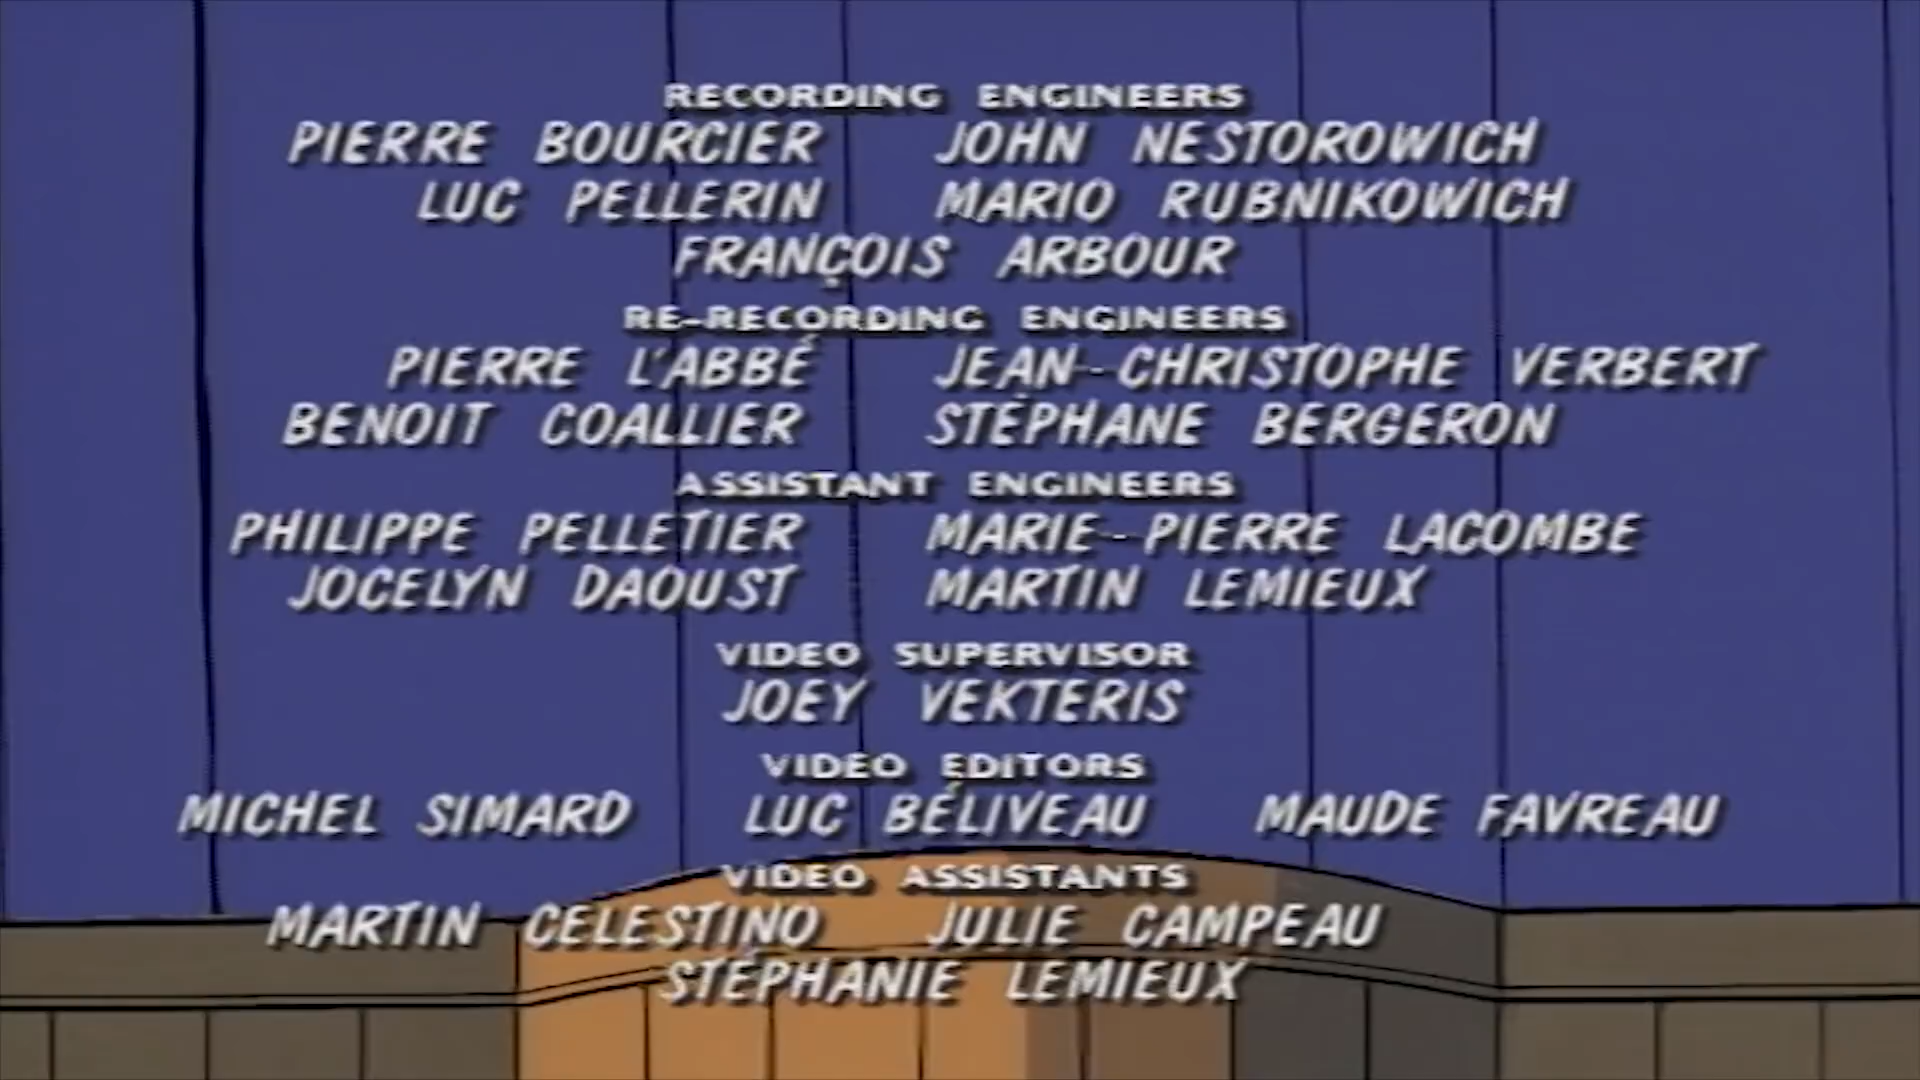 RECORDING ENGINEERS
PIERRE BOURCIER JOHN NESTOROWICH
LUC PELLERIN MARIO RUBNIKOWICH
FRANÇOIS ARBOUR
RE-RECORDING ENGINEERS
PIERRE L'ABBÉ JEAN-CHRISTOPHE VERBERT
BENOIT COALLIER STÉPHANE BERGERON
ASSISTANT ENGINEERS
PHILIPPE PELLETIER MARIE-PIERRE LACOMBE
JOCELYN DAOUST MARTIN LEMIEUX
VIDEO SUPERVISOR
JOEY VEKTERIS
VIDEO EDITORS
MICHEL SIMARD LUC BÉLIVEAU MAUDE FAVREAU
VIDEO ASSISTANTS
MARTIN CELESTINO JULIE CAMPEAU
STÉPHANIE LEMIEUX